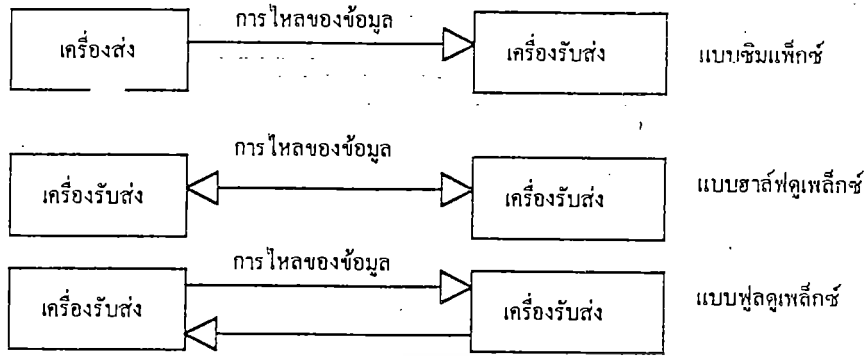 การไหลของข้อมูล
เครื่องส่ง เครื่องรับส่ง แบบซิมแพ็กซ์
การไหลของข้อมูล
เครื่องรับส่ง เครื่องรับส่ง แบบฮาล์ฟดูเพล็กซ์
การไหลของข้อมูล
เครื่องรับส่ง เครื่องรับส่ง แบบฟูลดูเพล็กซ์